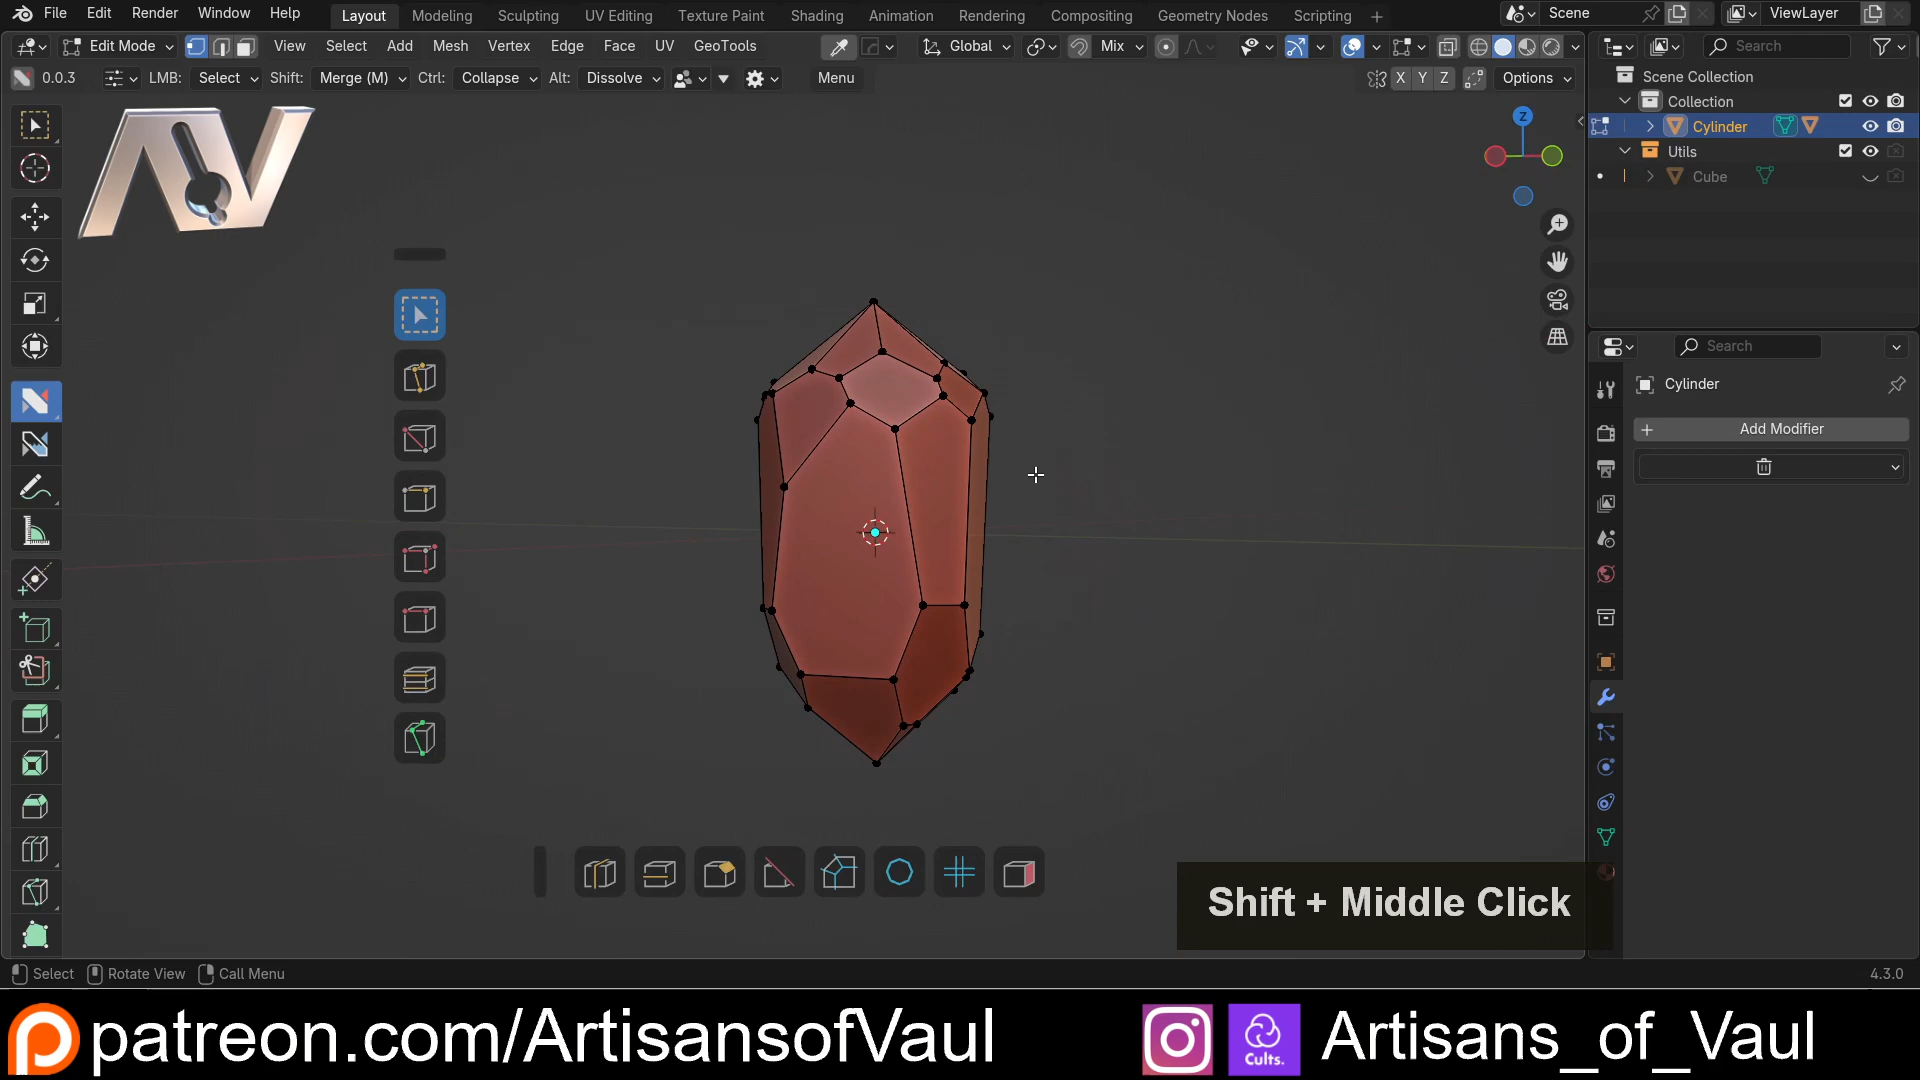 File Edit Render Window Help Layout Modeling Sculpting UV Editing Texture Paint Shading Animation Rendering Compositing Geometry Nodes Scripting + Scene ViewLayer
Edit Mode View Select Add Mesh Vertex Edge Face UV GeoTools Global Mix Search
0.0.3 LMB: Select Shift: Merge (M) Ctrl: Collapse Alt: Dissolve Menu X Y Z Options
Scene Collection
Collection
Cylinder
Utils
Cube
Z
AV
Search
Cylinder
+ Add Modifier
Shift + Middle Click
Select Rotate View Call Menu 4.3.0
patreon.com/ArtisansofVaul
Cults.
Artisans_of_Vaul